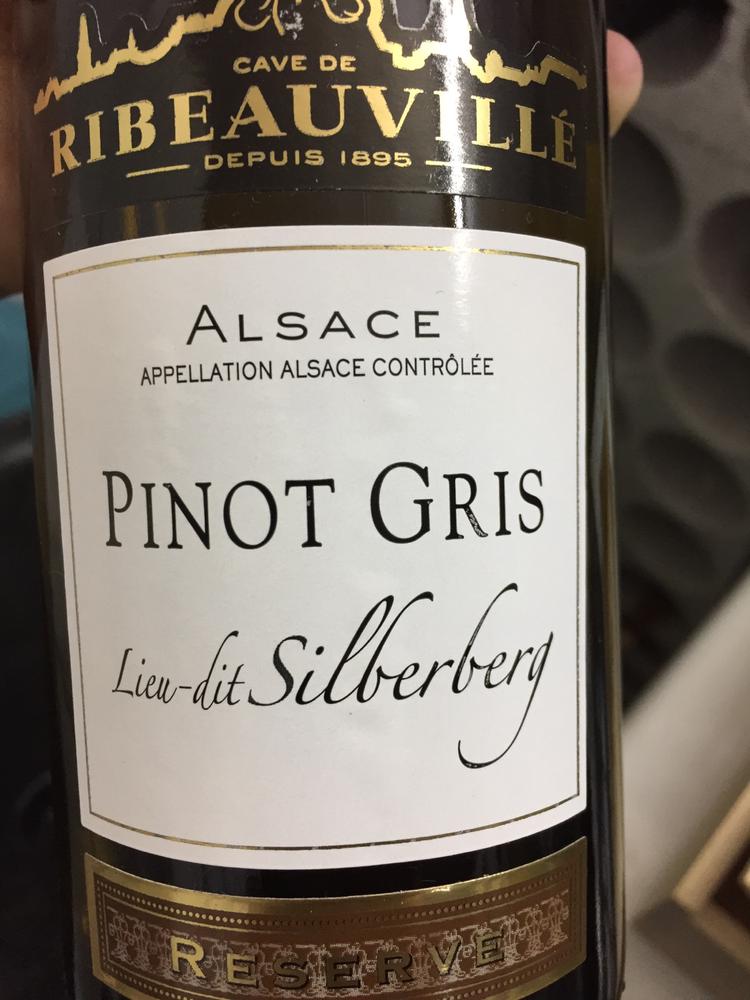 CAVE DE
RIBEAUVILLÉ
DEPUIS 1895
ALSACE
APPELLATION ALSACE CONTRÔLÉE
PINOT GRIS
Lieu-dit Silberberg
RESERVE